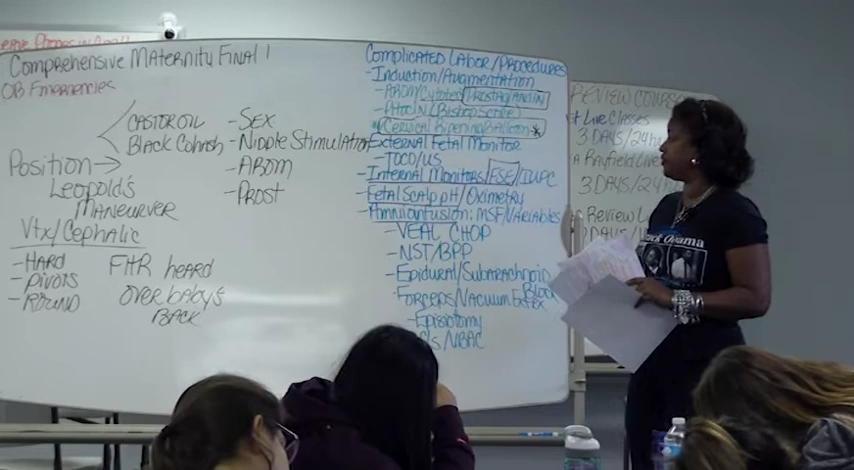 Comprehensive Maternity Final!
OB Emergencies
CASTOR OIL
Black Cohosh
-SEX
-Nipple Stimulation
-AROM
-PROST
Position →
Leopold's
MANEURVER
Vtx/Cephalic
-HARD
-PIVOTS
-ROUND
FHR heard
over baby's
BACK
Complicated Labor/Procedures
-Induction/Augmentation
-AROM/Cytotec/PROSTAGLANDIN
-Pitocin (Bishop Score)
*Cervical Ripening/Balloon*
-External Fetal Monitor
-TOCO/US
-Internal Monitors/FSE/IUPC
-Fetal Scalp pH/Oximetry
-Amnioinfusion: MSF/Variables
-VEAL CHOP
-NST/BPP
-Epidural/Subarachnoid
Block
-Forceps/Vacuum
-Episiotomy
/VBAC
REVIEW
Live Classes
3 DAYS/24
Rayfield Live
3 DAYS/24
Review
Obama